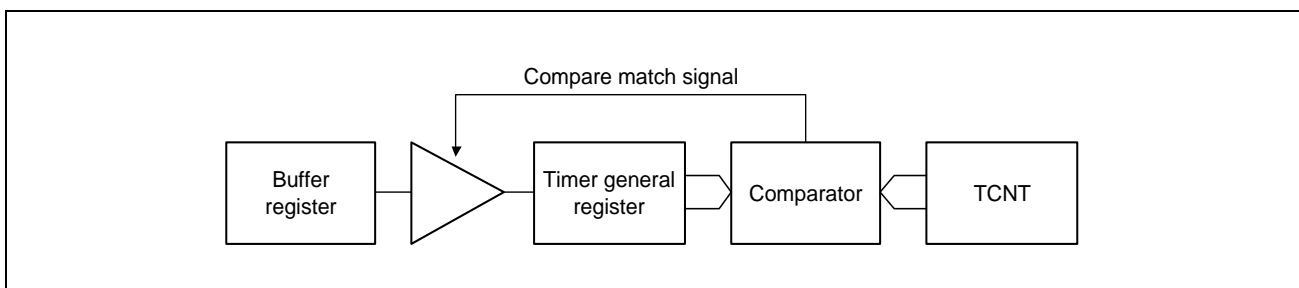 Compare match signal
Buffer
register
Timer general
register
Comparator
TCNT